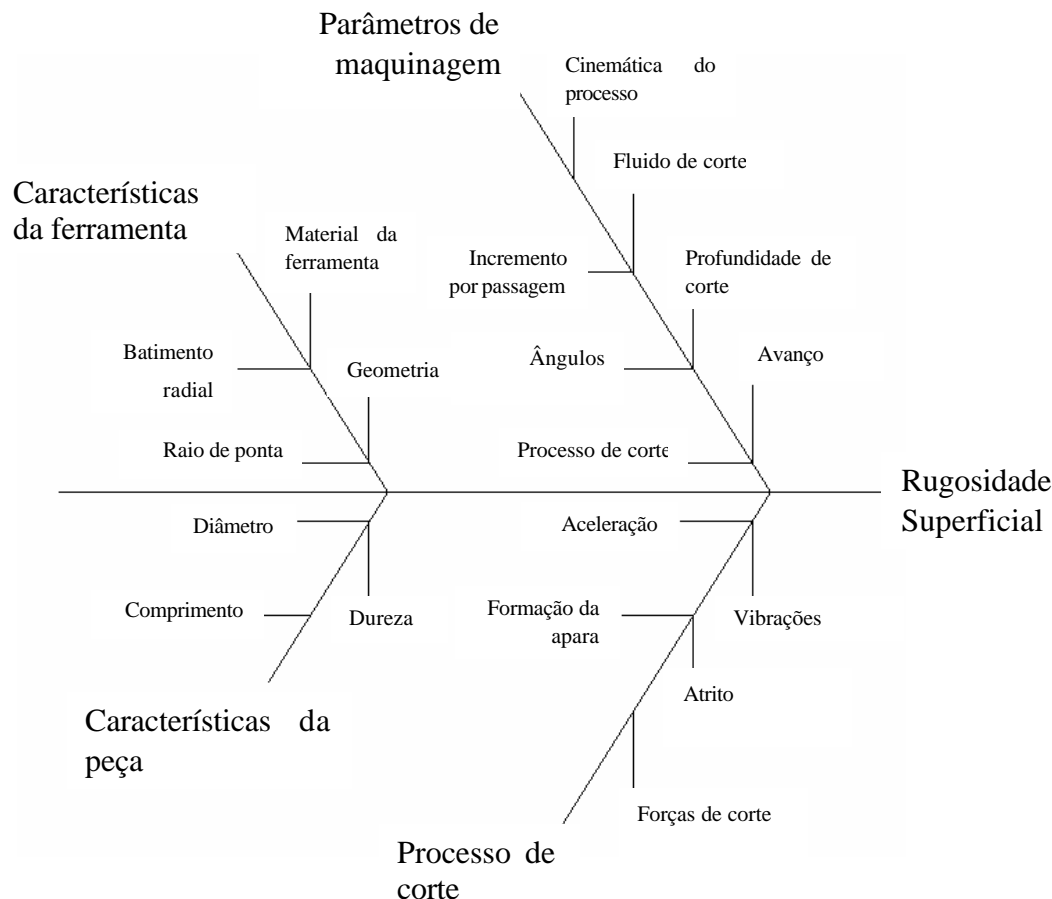 Parâmetros de
maquinagem
Cinemática do
processo
Fluido de corte
Características
da ferramenta
Material da
ferramenta
Incremento
por passagem
Profundidade de
corte
Batimento
radial
Geometria
Ângulos
Avanço
Raio de ponta
Processo de corte
Rugosidade
Superficial
Diâmetro
Aceleração
Comprimento
Dureza
Formação da
apara
Vibrações
Atrito
Características da
peça
Forças de corte
Processo de
corte